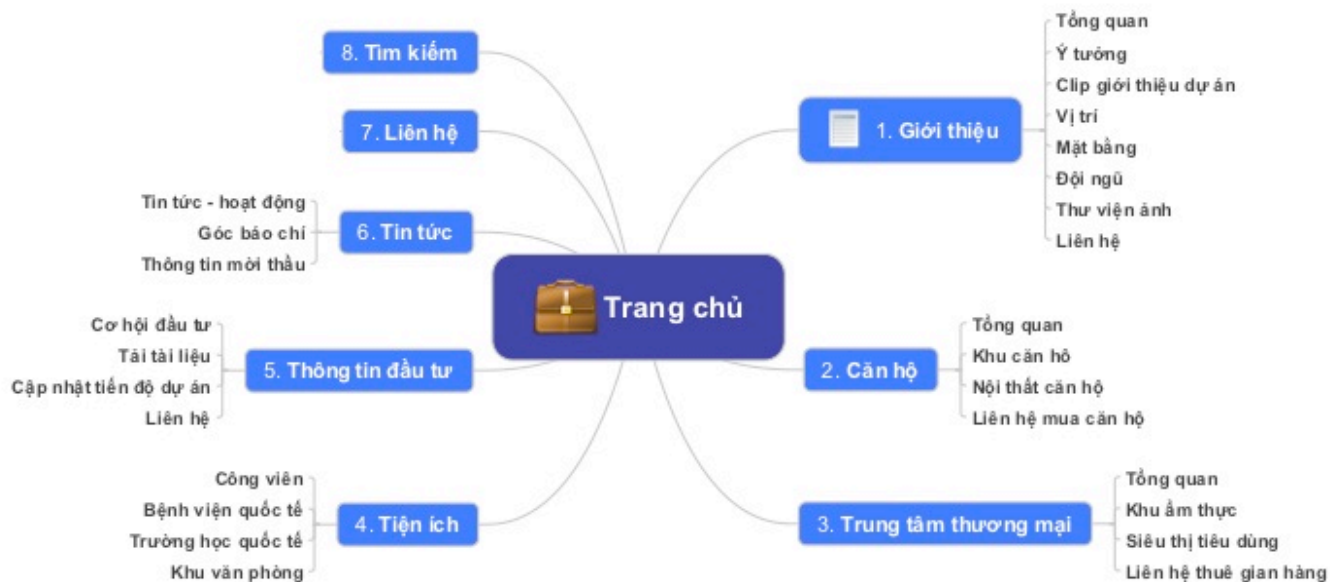 Trang chủ
1. Giới thiệu
Tổng quan
Ý tưởng
Clip giới thiệu dự án
Vị trí
Mặt bằng
Đội ngũ
Thư viện ảnh
Liên hệ
2. Căn hộ
Tổng quan
Khu căn hô
Nội thất căn hộ
Liên hệ mua căn hộ
3. Trung tâm thương mại
Tổng quan
Khu ẩm thực
Siêu thị tiêu dùng
Liên hệ thuê gian hàng
4. Tiện ích
Công viên
Bệnh viện quốc tế
Trường học quốc tế
Khu văn phòng
5. Thông tin đầu tư
Cơ hội đầu tư
Tải tài liệu
Cập nhật tiến độ dự án
Liên hệ
6. Tin tức
Tin tức - hoạt động
Góc báo chí
Thông tin mời thầu
7. Liên hệ
8. Tìm kiếm